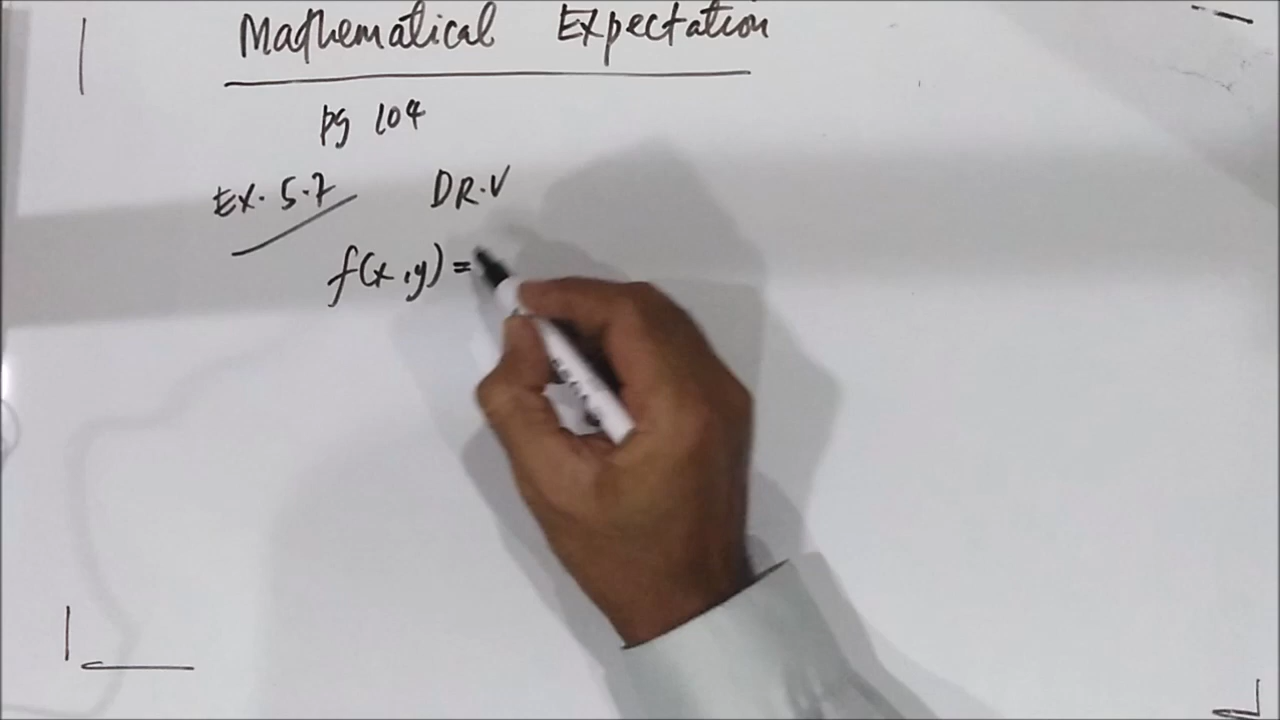 Mathematical Expectation
pg 104
Ex. 5.7 DR.V
f(x,y) =